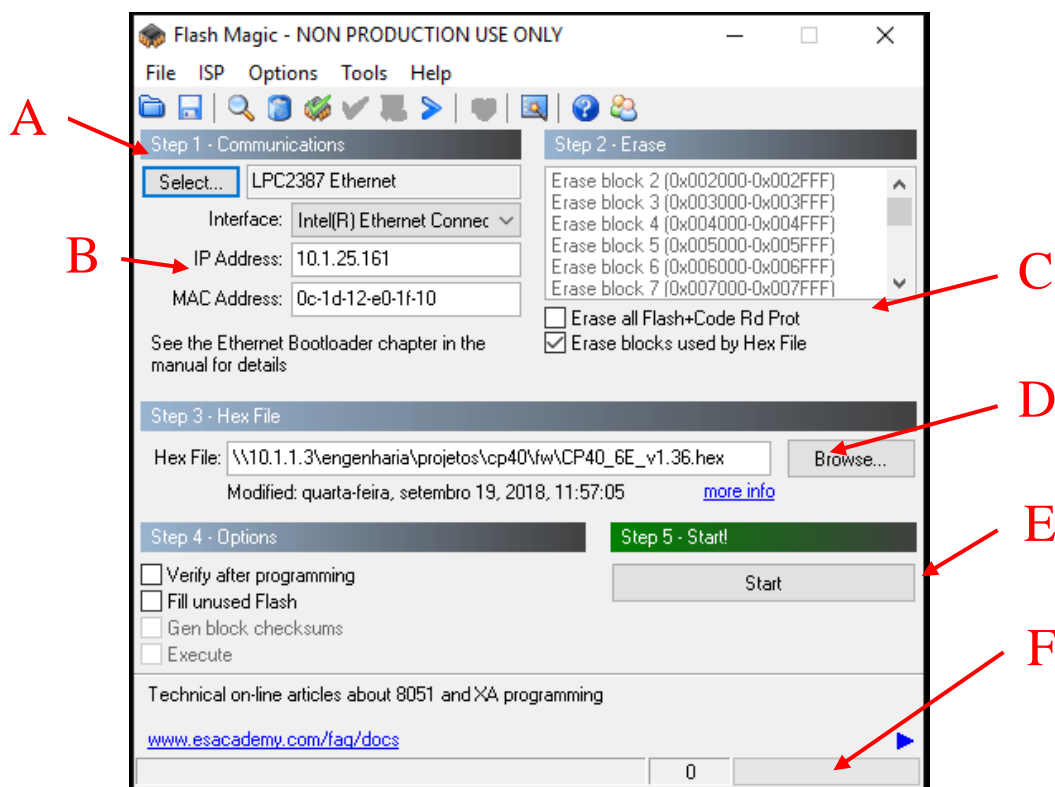 Flash Magic - NON PRODUCTION USE ONLY
File ISP Options Tools Help
A
Step 1 - Communications
Select... LPC2387 Ethernet
Interface: Intel(R) Ethernet Connec
B
IP Address: 10.1.25.161
MAC Address: 0c-1d-12-e0-1f-10
See the Ethernet Bootloader chapter in the
manual for details
Step 2 - Erase
Erase block 2 (0x002000-0x002FFF)
Erase block 3 (0x003000-0x003FFF)
Erase block 4 (0x004000-0x004FFF)
Erase block 5 (0x005000-0x005FFF)
Erase block 6 (0x006000-0x006FFF)
Erase block 7 (0x007000-0x007FFF)
C
Erase all Flash+Code Rd Prot
Erase blocks used by Hex File
Step 3 - Hex File
D
Hex File: \\10.1.1.3\engenharia\projetos\cp40\fw\CP40_6E_v1.36.hex Browse...
Modified: quarta-feira, setembro 19, 2018, 11:57:05 more info
Step 4 - Options
Verify after programming
Fill unused Flash
Gen block checksums
Execute
Step 5 - Start!
E
Start
F
Technical on-line articles about 8051 and XA programming
www.esacademy.com/faq/docs
0